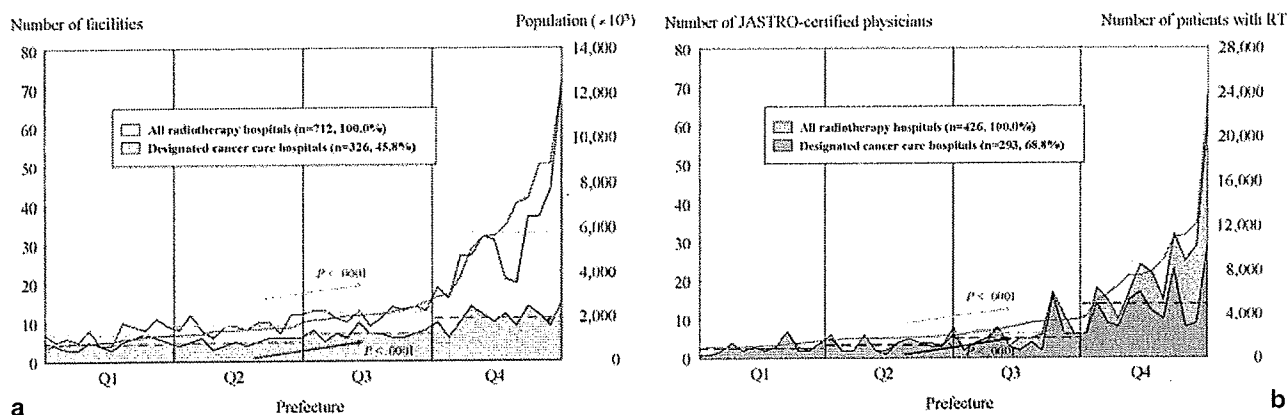 Number of facilities
Population (×10³)
80
70
60
50
40
30
20
10
0
14,000
12,000
10,000
8,000
6,000
4,000
2,000
0
All radiotherapy hospitals (n=712, 100.0%)
Designated cancer care hospitals (n=326, 45.8%)
P < .0001
P < .0001
Q1
Q2
Q3
Q4
Prefecture
a
Number of JASTRO-certified physicians
Number of patients with RT
80
70
60
50
40
30
20
10
0
28,000
24,000
20,000
16,000
12,000
8,000
4,000
0
All radiotherapy hospitals (n=426, 100.0%)
Designated cancer care hospitals (n=293, 68.8%)
P < .0001
Q1
Q2
Q3
Q4
Prefecture
b